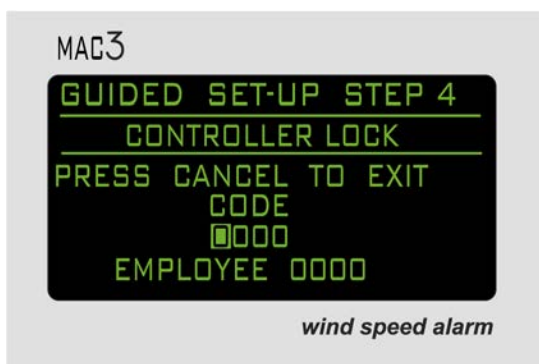 MAC3
GUIDED SET-UP STEP 4
CONTROLLER LOCK
PRESS CANCEL TO EXIT
CODE
0000
EMPLOYEE 0000
wind speed alarm